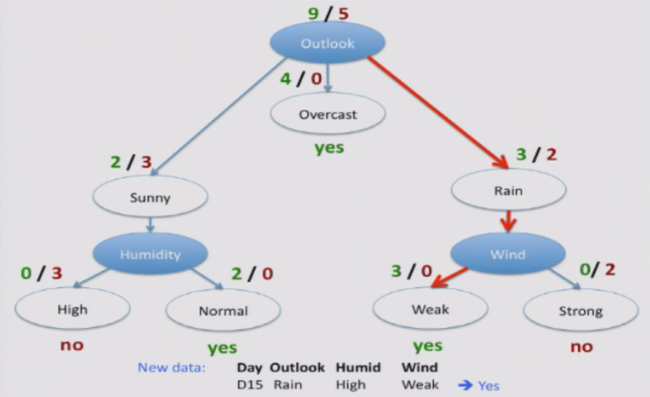 9 / 5
Outlook
4 / 0
Overcast
yes
2 / 3
3 / 2
Sunny
Rain
Humidity
Wind
0 / 3
2 / 0
3 / 0
0/ 2
High
Normal
Weak
Strong
no
yes
yes
no
New data: Day Outlook Humid Wind
D15 Rain High Weak → Yes